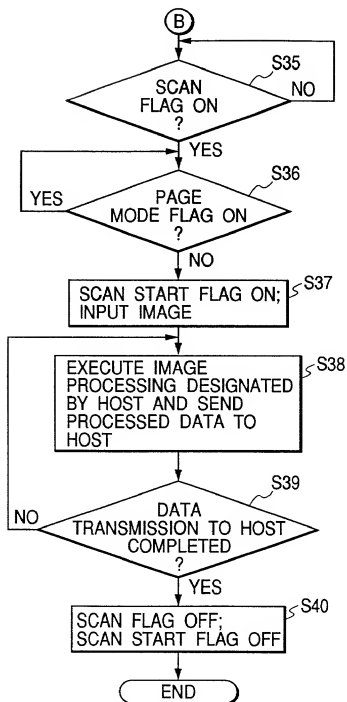 B
S35
SCAN
FLAG ON
?
NO
YES
S36
PAGE
MODE FLAG ON
?
YES
NO
S37
SCAN START FLAG ON;
INPUT IMAGE
S38
EXECUTE IMAGE
PROCESSING DESIGNATED
BY HOST AND SEND
PROCESSED DATA TO
HOST
S39
DATA
TRANSMISSION TO HOST
COMPLETED
?
NO
YES
S40
SCAN FLAG OFF;
SCAN START FLAG OFF
END